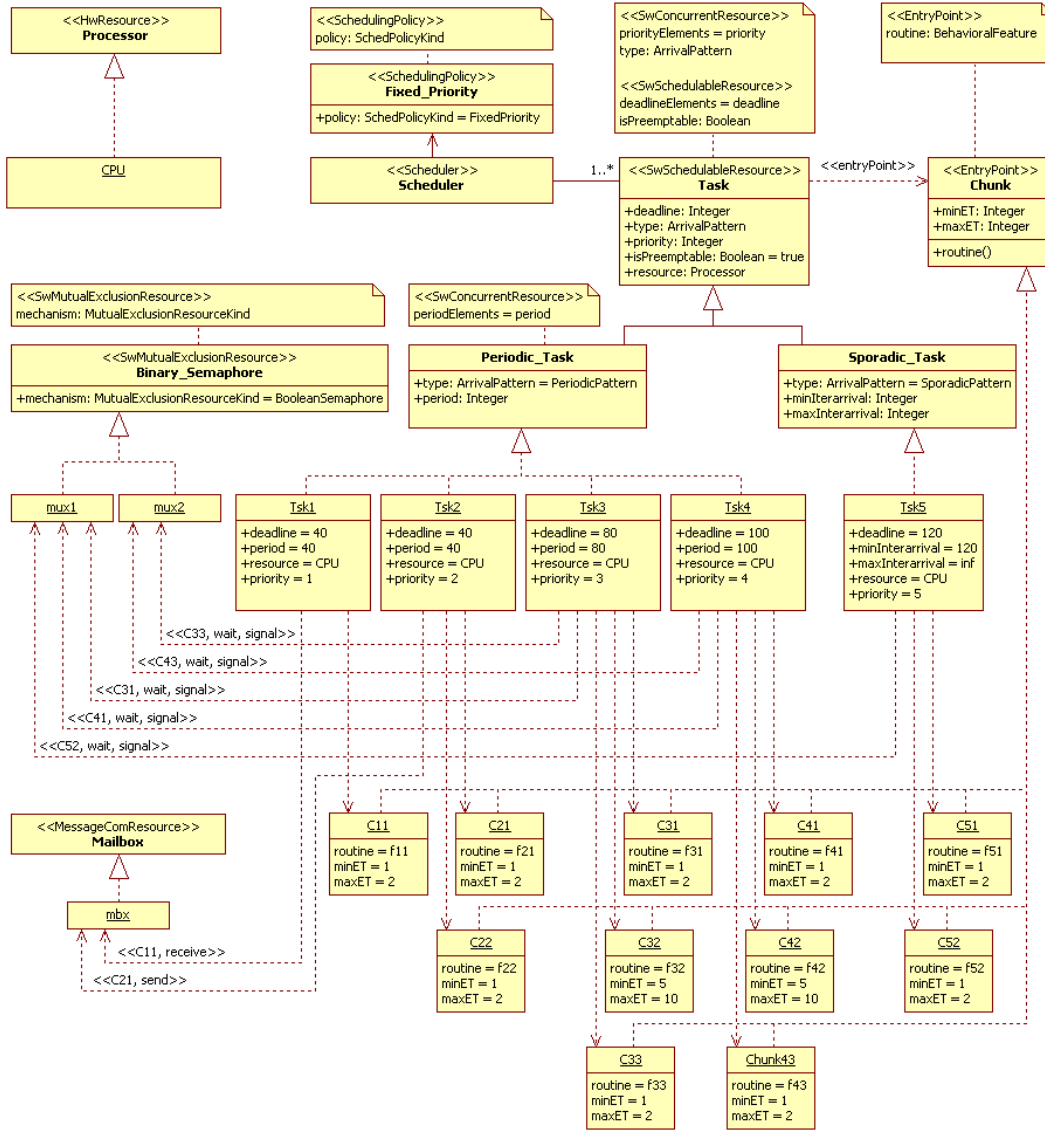 <<HwResource>>
Processor
CPU
<<SchedulingPolicy>>
policy: SchedPolicyKind
<<SchedulingPolicy>>
Fixed_Priority
+policy: SchedPolicyKind = FixedPriority
<<Scheduler>>
Scheduler
1..*
<<SwConcurrentResource>>
priorityElements = priority
type: ArrivalPattern
<<SwSchedulableResource>>
deadlineElements = deadline
isPreemptable: Boolean
<<SwSchedulableResource>>
Task
+deadline: Integer
+type: ArrivalPattern
+priority: Integer
+isPreemptable: Boolean = true
+resource: Processor
<<entryPoint>>
<<EntryPoint>>
routine: BehavioralFeature
<<EntryPoint>>
Chunk
+minET: Integer
+maxET: Integer
+routine()
<<SwMutualExclusionResource>>
mechanism: MutualExclusionResourceKind
<<SwMutualExclusionResource>>
Binary_Semaphore
+mechanism: MutualExclusionResourceKind = BooleanSemaphore
<<SwConcurrentResource>>
periodElements = period
Periodic_Task
+type: ArrivalPattern = PeriodicPattern
+period: Integer
Sporadic_Task
+type: ArrivalPattern = SporadicPattern
+minIterarrival: Integer
+maxInterarrival: Integer
mux1
mux2
Tsk1
+deadline = 40
+period = 40
+resource = CPU
+priority = 1
Tsk2
+deadline = 40
+period = 40
+resource = CPU
+priority = 2
Tsk3
+deadline = 80
+period = 80
+resource = CPU
+priority = 3
Tsk4
+deadline = 100
+period = 100
+resource = CPU
+priority = 4
Tsk5
+deadline = 120
+minInterarrival = 120
+maxInterarrival = inf
+resource = CPU
+priority = 5
<<C33, wait, signal>>
<<C43, wait, signal>>
<<C31, wait, signal>>
<<C41, wait, signal>>
<<C52, wait, signal>>
<<MessageComResource>>
Mailbox
mbx
<<C11, receive>>
<<C21, send>>
C11
routine = f11
minET = 1
maxET = 2
C21
routine = f21
minET = 1
maxET = 2
C31
routine = f31
minET = 1
maxET = 2
C41
routine = f41
minET = 1
maxET = 2
C51
routine = f51
minET = 1
maxET = 2
C22
routine = f22
minET = 1
maxET = 2
C32
routine = f32
minET = 5
maxET = 10
C42
routine = f42
minET = 5
maxET = 10
C52
routine = f52
minET = 1
maxET = 2
C33
routine = f33
minET = 1
maxET = 2
Chunk43
routine = f43
minET = 1
maxET = 2